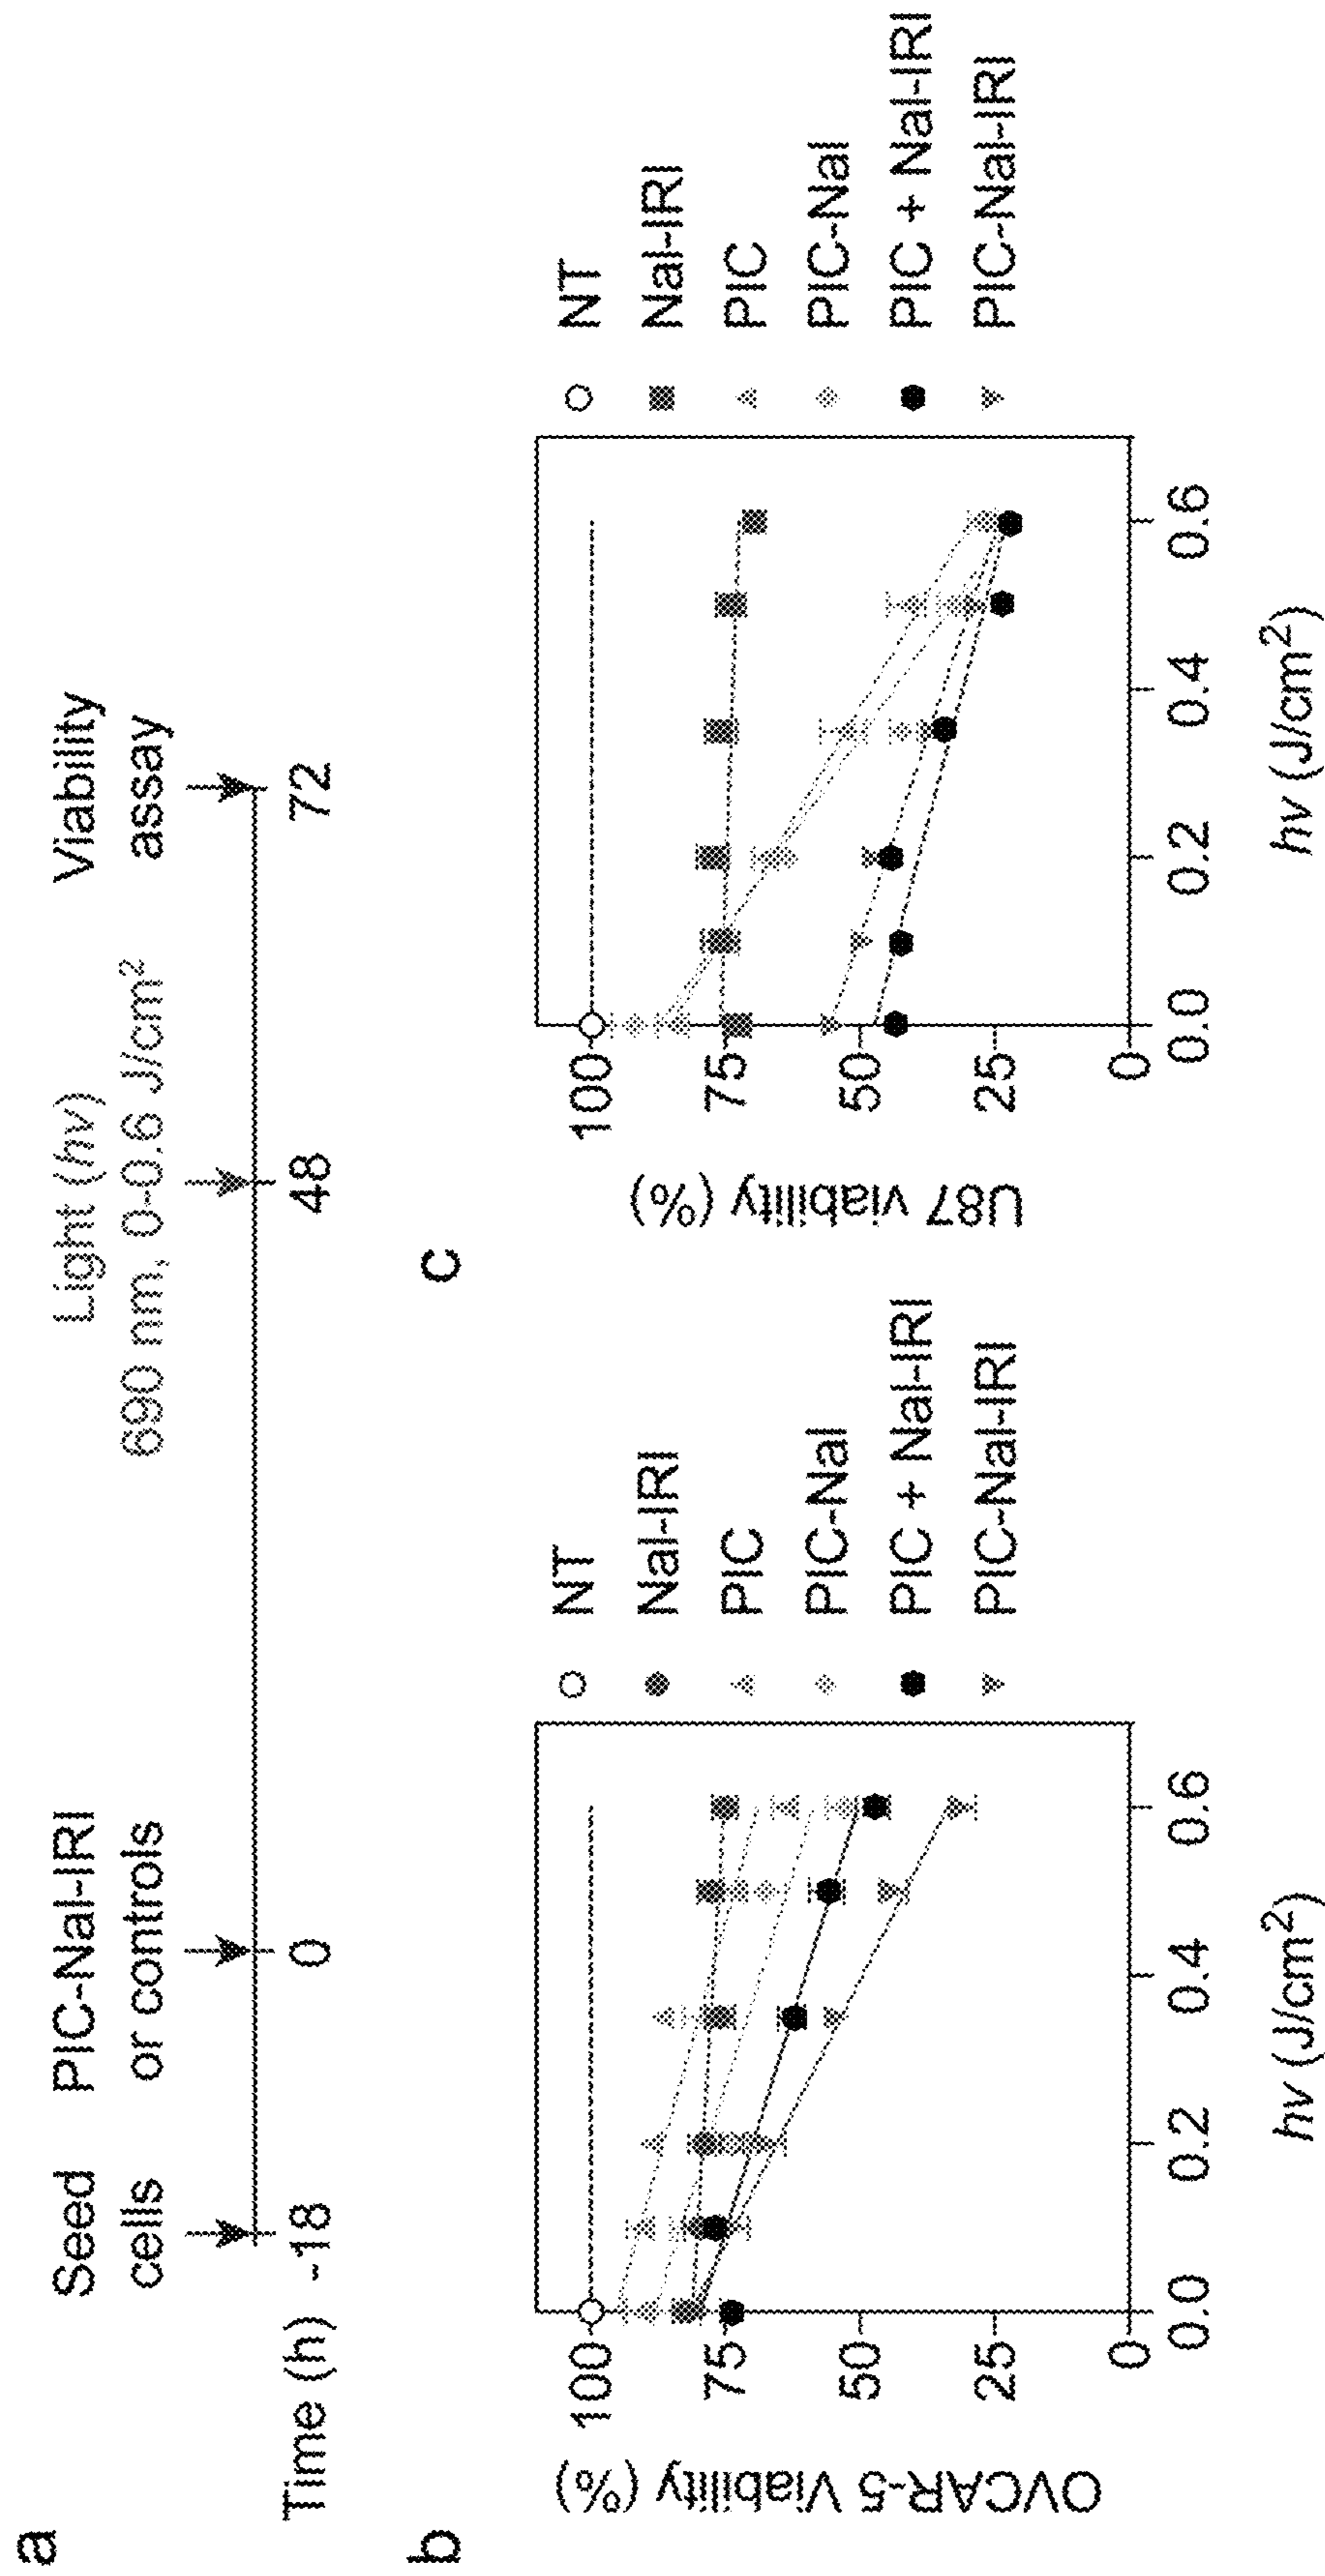 a
Seed
cells
PIC-Nal-IRI
or controls
Light (hv)
690 nm, 0-0.6 J/cm²
Viability
assay
Time (h)
-18
0
48
72
b
OVCAR-5 Viability (%)
100
75
50
25
0
0.0
0.2
0.4
0.6
hv (J/cm²)
NT
Nal-IRI
PIC
PIC-Nal
PIC + Nal-IRI
PIC-Nal-IRI
c
U87 viability (%)
100
75
50
25
0
0.0
0.2
0.4
0.6
hv (J/cm²)
NT
Nal-IRI
PIC
PIC-Nal
PIC + Nal-IRI
PIC-Nal-IRI